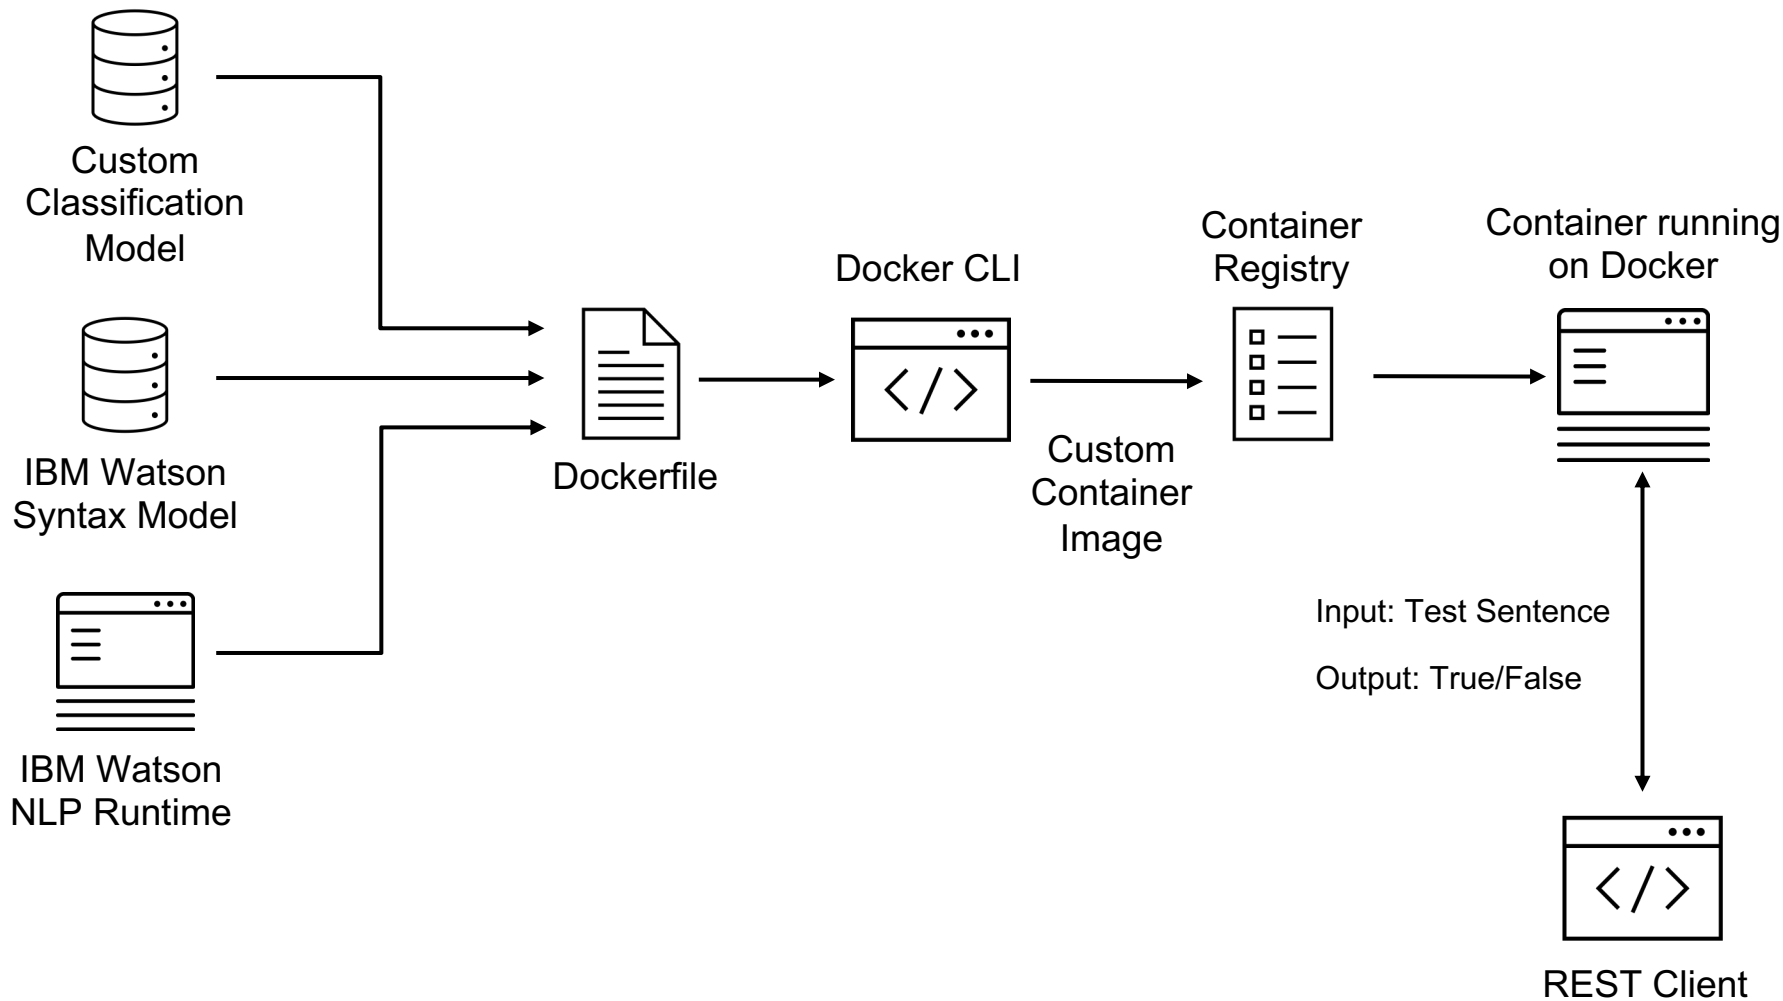 Custom
Classification
Model
IBM Watson
Syntax Model
IBM Watson
NLP Runtime
Dockerfile
Docker CLI
</>
Custom
Container
Image
Container
Registry
Container running
on Docker
Input: Test Sentence
Output: True/False
</>
REST Client